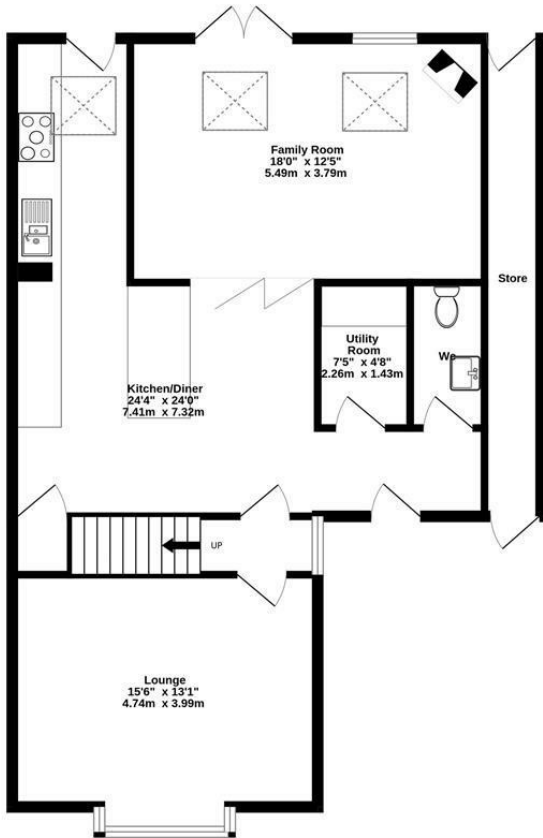 Family Room
18'0" x 12'5"
5.49m x 3.79m
Store
Utility
Room
7'5" x 4'8"
2.26m x 1.43m
Wc
Kitchen/Diner
24'4" x 24'0"
7.41m x 7.32m
UP
Lounge
15'6" x 13'1"
4.74m x 3.99m